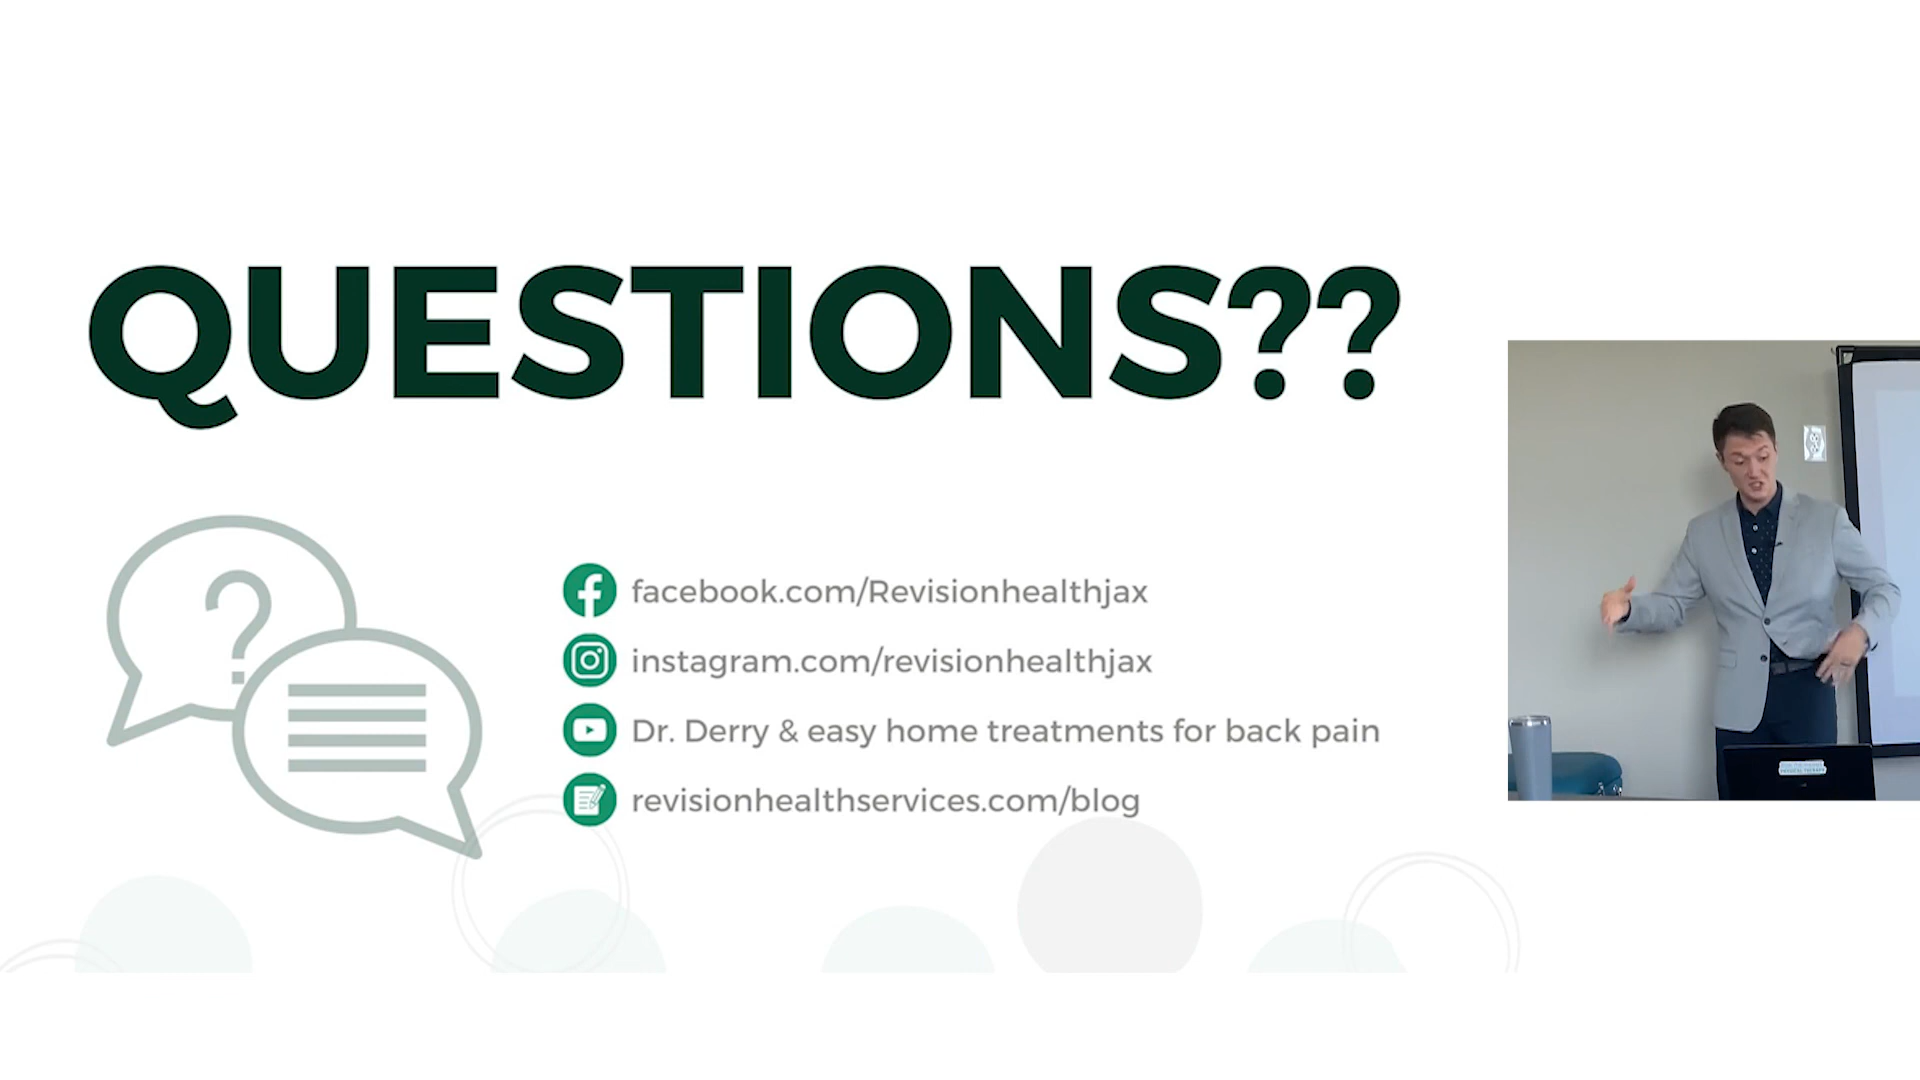 QUESTIONS??
facebook.com/Revisionhealthjax
instagram.com/revisionhealthjax
Dr. Derry & easy home treatments for back pain
revisionhealthservices.com/blog